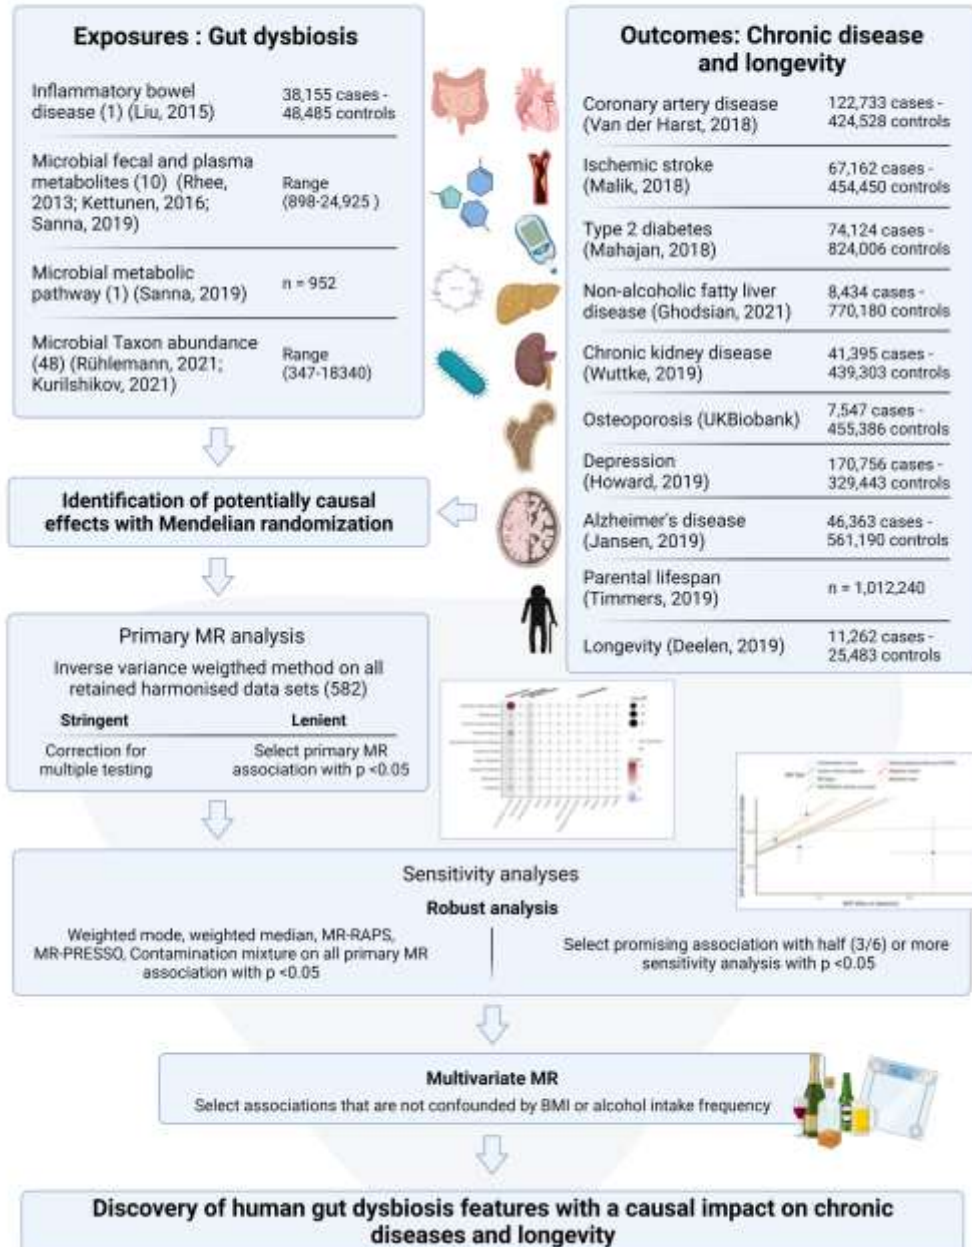 Exposures : Gut dysbiosis
Inflammatory bowel
disease (1) (Liu, 2015)
38,155 cases -
48,485 controls
Microbial fecal and plasma
metabolites (10) (Rhee,
2013; Kettunen, 2016;
Sanna, 2019)
Range
(898-24,925 )
Microbial metabolic
pathway (1) (Sanna, 2019)
n = 952
Microbial Taxon abundance
(48) (Rühlemann, 2021;
Kurilshikov, 2021)
Range
(347-18340)
Outcomes: Chronic disease
and longevity
Coronary artery disease
(Van der Harst, 2018)
122,733 cases -
424,528 controls
Ischemic stroke
(Malik, 2018)
67,162 cases -
454,450 controls
Type 2 diabetes
(Mahajan, 2018)
74,124 cases -
824,006 controls
Non-alcoholic fatty liver
disease (Ghodsian, 2021)
8,434 cases -
770,180 controls
Chronic kidney disease
(Wuttke, 2019)
41,395 cases -
439,303 controls
Osteoporosis (UKBiobank)
7,547 cases -
455,386 controls
Depression
(Howard, 2019)
170,756 cases -
329,443 controls
Alzheimer's disease
(Jansen, 2019)
46,363 cases -
561,190 controls
Parental lifespan
(Timmers, 2019)
n = 1,012,240
Longevity (Deelen, 2019)
11,262 cases -
25,483 controls
Identification of potentially causal
effects with Mendelian randomization
Primary MR analysis
Inverse variance weigthed method on all
retained harmonised data sets (582)
Stringent
Lenient
Correction for
multiple testing
Select primary MR
association with p <0.05
Sensitivity analyses
Robust analysis
Weighted mode, weighted median, MR-RAPS,
MR-PRESSO, Contamination mixture on all primary MR
association with p <0.05
Select promising association with half (3/6) or more
sensitivity analysis with p <0.05
Multivariate MR
Select associations that are not confounded by BMI or alcohol intake frequency
Discovery of human gut dysbiosis features with a causal impact on chronic
diseases and longevity